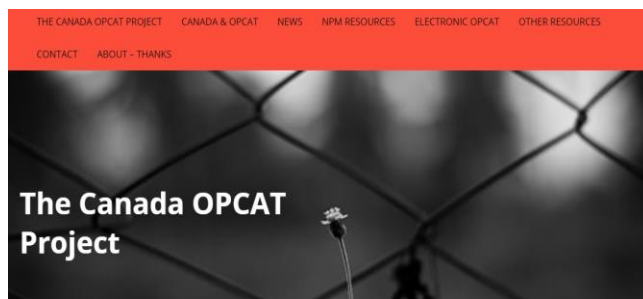 THE CANADA OPCAT PROJECT CANADA & OPCAT NEWS NPM RESOURCES ELECTRONIC OPCAT OTHER RESOURCES
CONTACT ABOUT – THANKS
The Canada OPCAT
Project